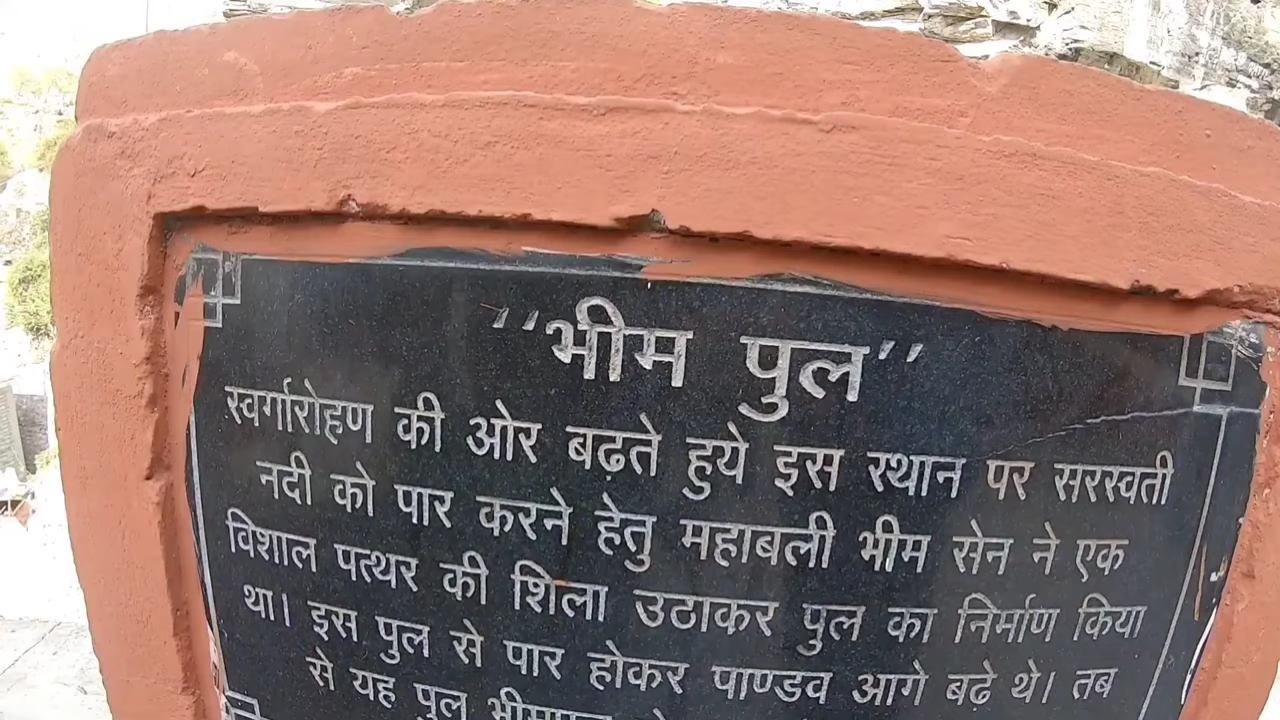 ‘‘भीम पुल’’
स्वर्गारोहण की ओर बढ़ते हुये इस स्थान पर सरस्वती
नदी को पार करने हेतु महाबली भीम सेन ने एक
विशाल पत्थर की शिला उठाकर पुल का निर्माण किया
था। इस पुल से पार होकर पाण्डव आगे बढ़े थे। तब
से यह पुल